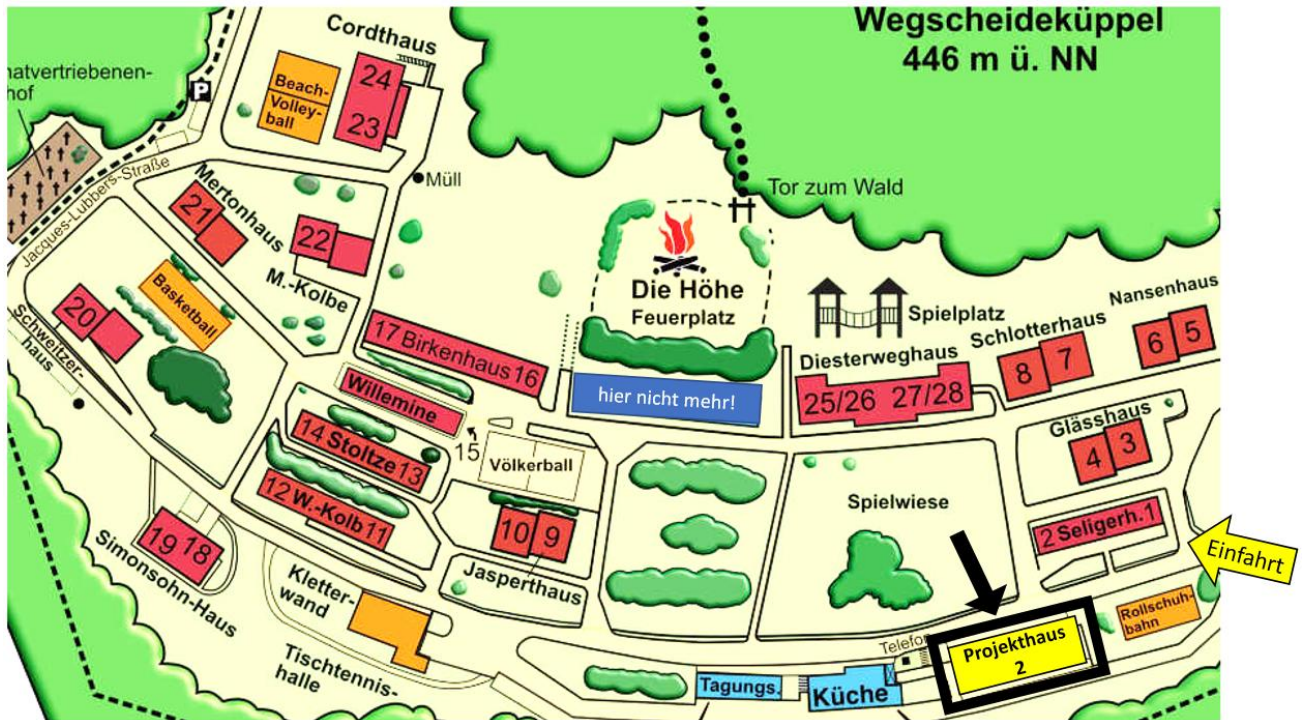 Wegscheideküppel
446 m ü. NN
Cordthaus
24
23
Beach-
Volley-
ball
P
natvertriebenen-
hof
Jacques-Lubbers-Straße
Müll
Tor zum Wald
Mertonhaus
21
22
M.-Kolbe
Basketball
20
Schweitzer-
haus
Die Höhe
Feuerplatz
Spielplatz
Nansenhaus
6 5
Schlotterhaus
8 7
Diesterweghaus
25/26 27/28
17 Birkenhaus 16
hier nicht mehr!
Willemine
15
14 Stoltze 13
12 W.-Kolb 11
Völkerball
10 9
Jasperthaus
Glässhaus
4 3
Spielwiese
2 Seligerh. 1
Einfahrt
19 18
Simonsohn-Haus
Kletter-
wand
Tischtennis-
halle
Rollschuh-
bahn
Telefo
Projekthaus
2
Tagungs.
Küche